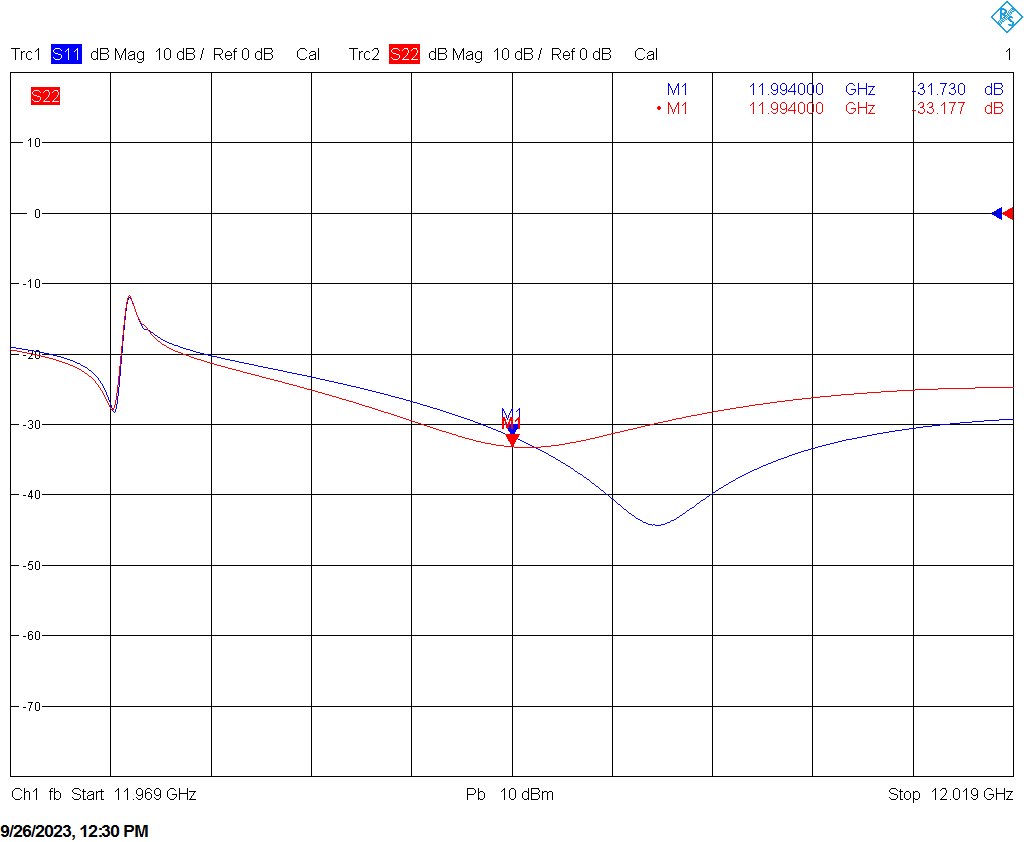 R&S
Trc1 S11 dB Mag 10 dB / Ref 0 dB Cal Trc2 S22 dB Mag 10 dB / Ref 0 dB Cal 1
S22
M1 11.994000 GHz -31.730 dB
• M1 11.994000 GHz -33.177 dB
10
0
-10
-20
-30
-40
-50
-60
-70
M1
M1
Ch1 fb Start 11.969 GHz Pb 10 dBm Stop 12.019 GHz
9/26/2023, 12:30 PM